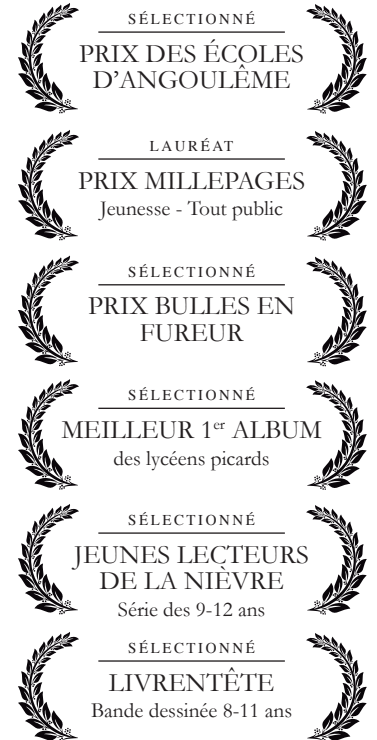 SÉLECTIONNÉ
PRIX DES ÉCOLES
D'ANGOULÊME
LAURÉAT
PRIX MILLEPAGES
Jeunesse - Tout public
SÉLECTIONNÉ
PRIX BULLES EN
FUREUR
SÉLECTIONNÉ
MEILLEUR 1er ALBUM
des lycéens picards
SÉLECTIONNÉ
JEUNES LECTEURS
DE LA NIÈVRE
Série des 9-12 ans
SÉLECTIONNÉ
LIVRENTÊTE
Bande dessinée 8-11 ans